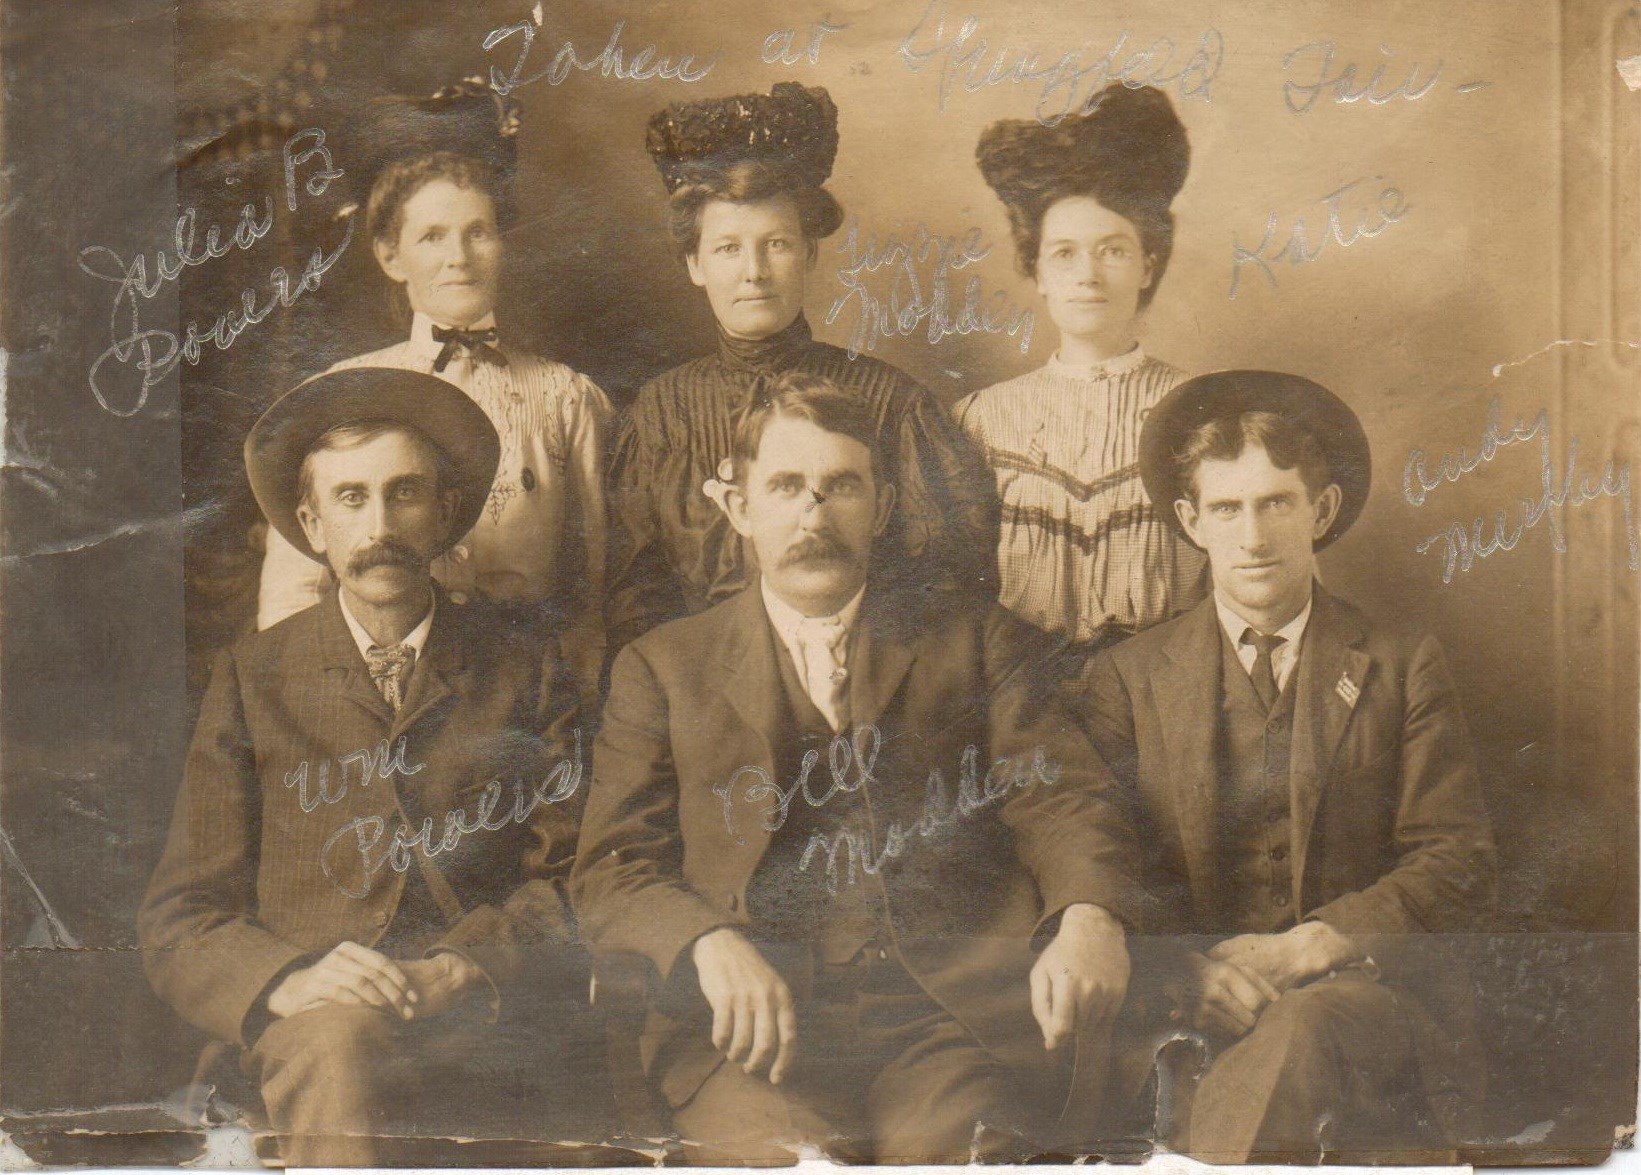 Taken at Springfield Fair -
Julia B
Powers
Lizzie
Madden
Katie
Andy
Murphy
Wm
Powers
Bill
Madden